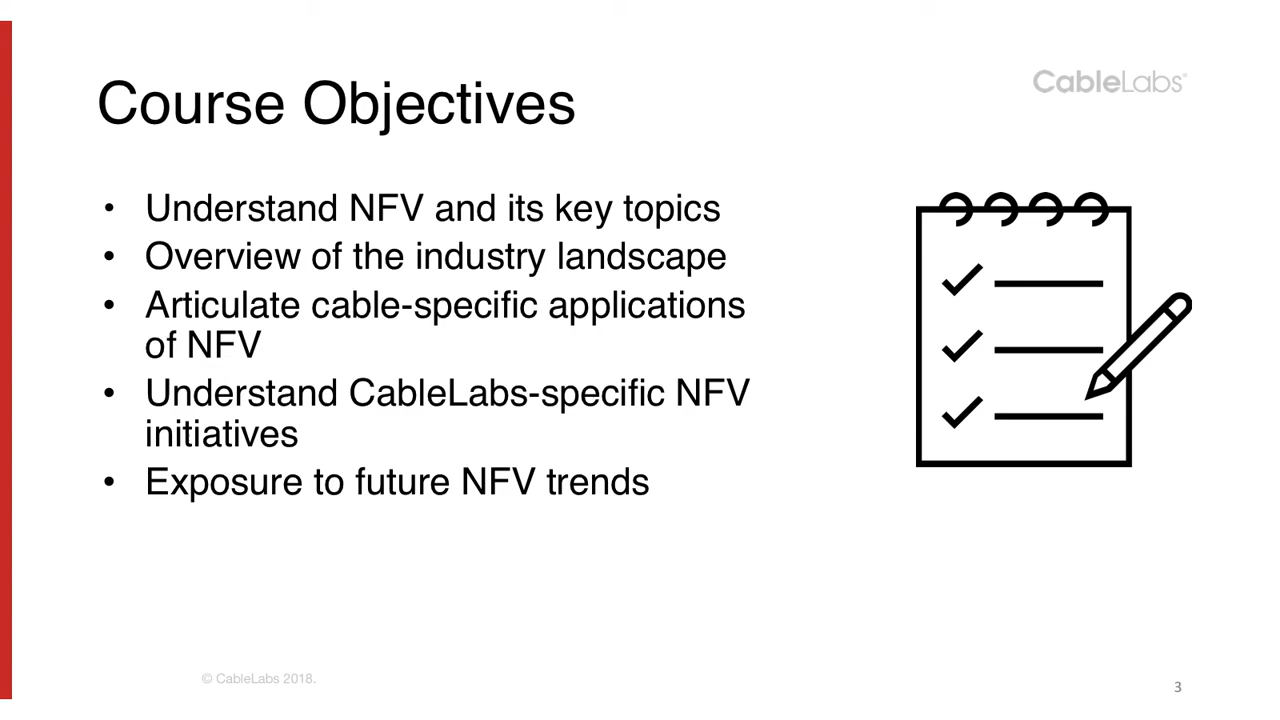 CableLabs®
Course Objectives
• Understand NFV and its key topics
• Overview of the industry landscape
• Articulate cable-specific applications
of NFV
• Understand CableLabs-specific NFV
initiatives
• Exposure to future NFV trends
© CableLabs 2018.
3